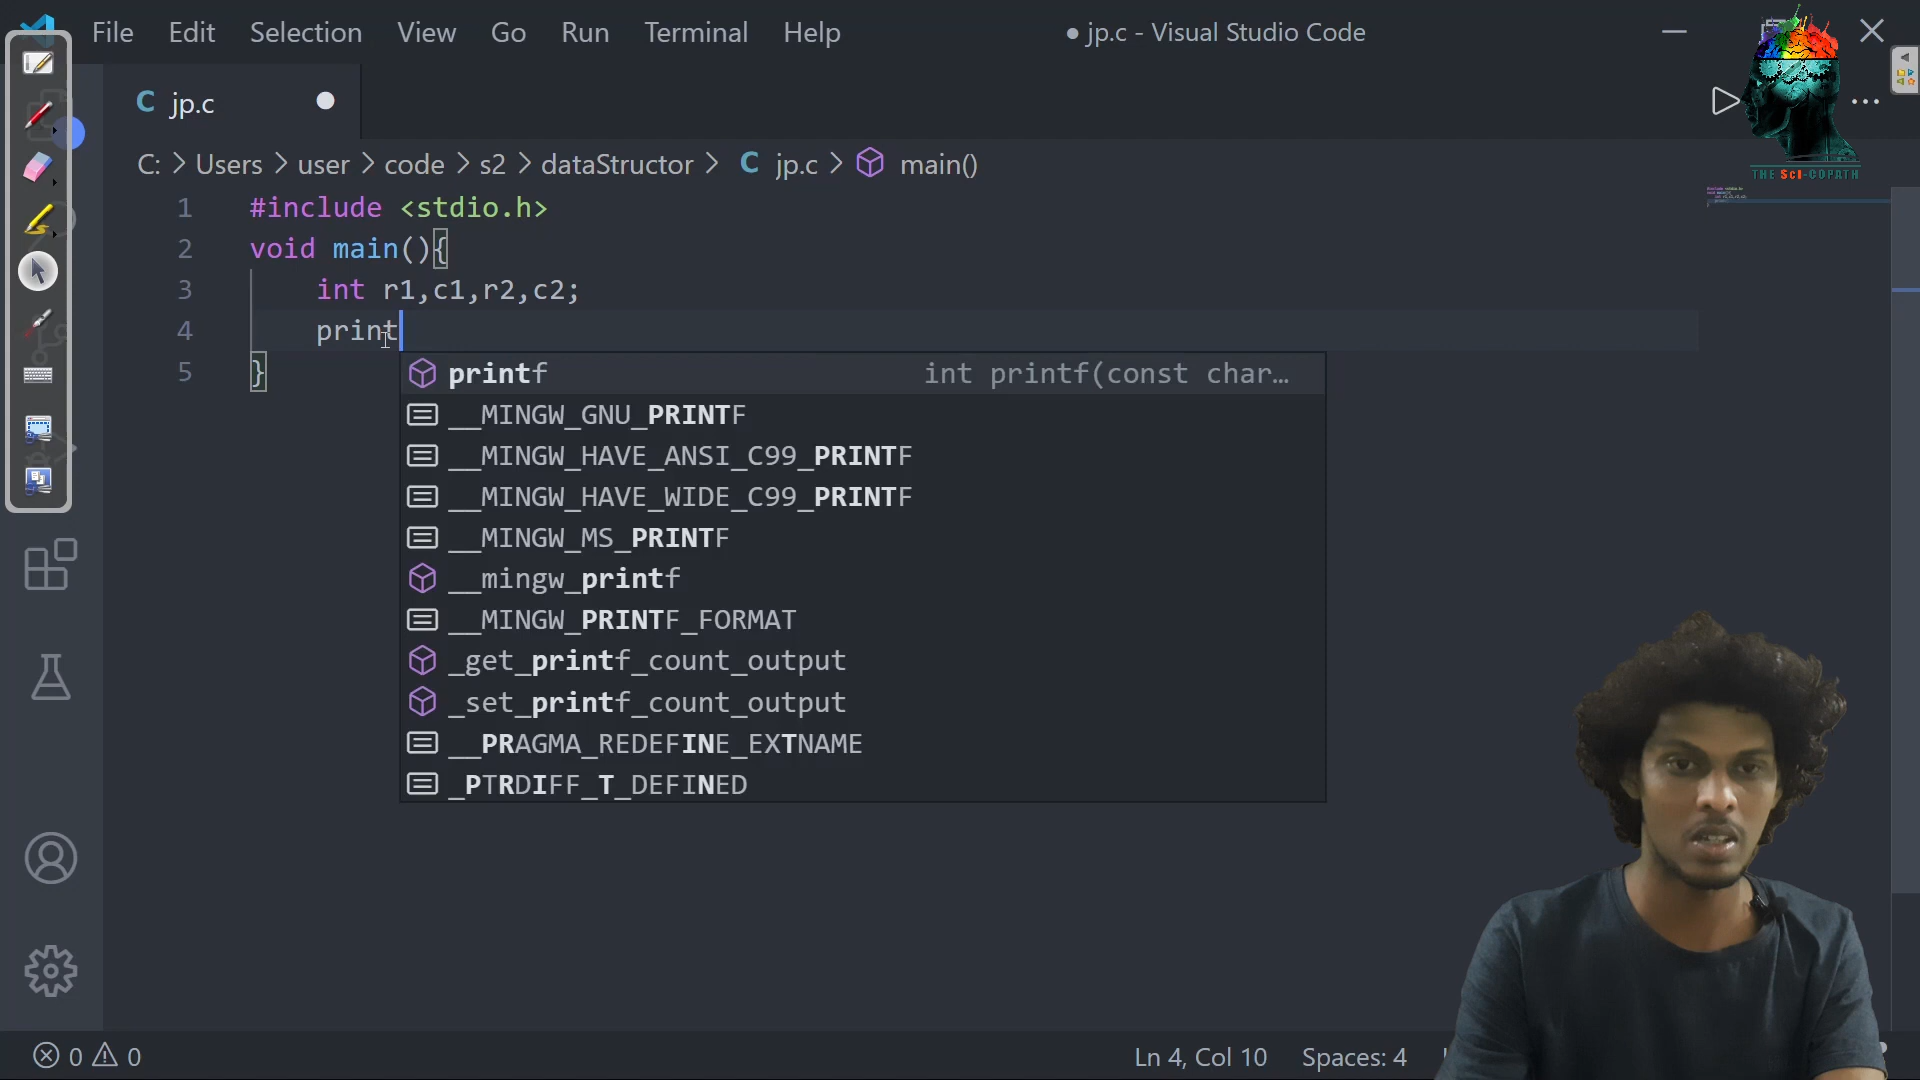 File Edit Selection View Go Run Terminal Help ● jp.c - Visual Studio Code
C jp.c
THE SCI-COPATH
C: > Users > user > code > s2 > dataStructor > C jp.c > main()
1 #include <stdio.h>
2 void main(){
3 int r1,c1,r2,c2;
4 print
5 }
printf int printf(const char…
__MINGW_GNU_PRINTF
__MINGW_HAVE_ANSI_C99_PRINTF
__MINGW_HAVE_WIDE_C99_PRINTF
__MINGW_MS_PRINTF
__mingw_printf
__MINGW_PRINTF_FORMAT
_get_printf_count_output
_set_printf_count_output
__PRAGMA_REDEFINE_EXTNAME
_PTRDIFF_T_DEFINED
0 0 Ln 4, Col 10 Spaces: 4